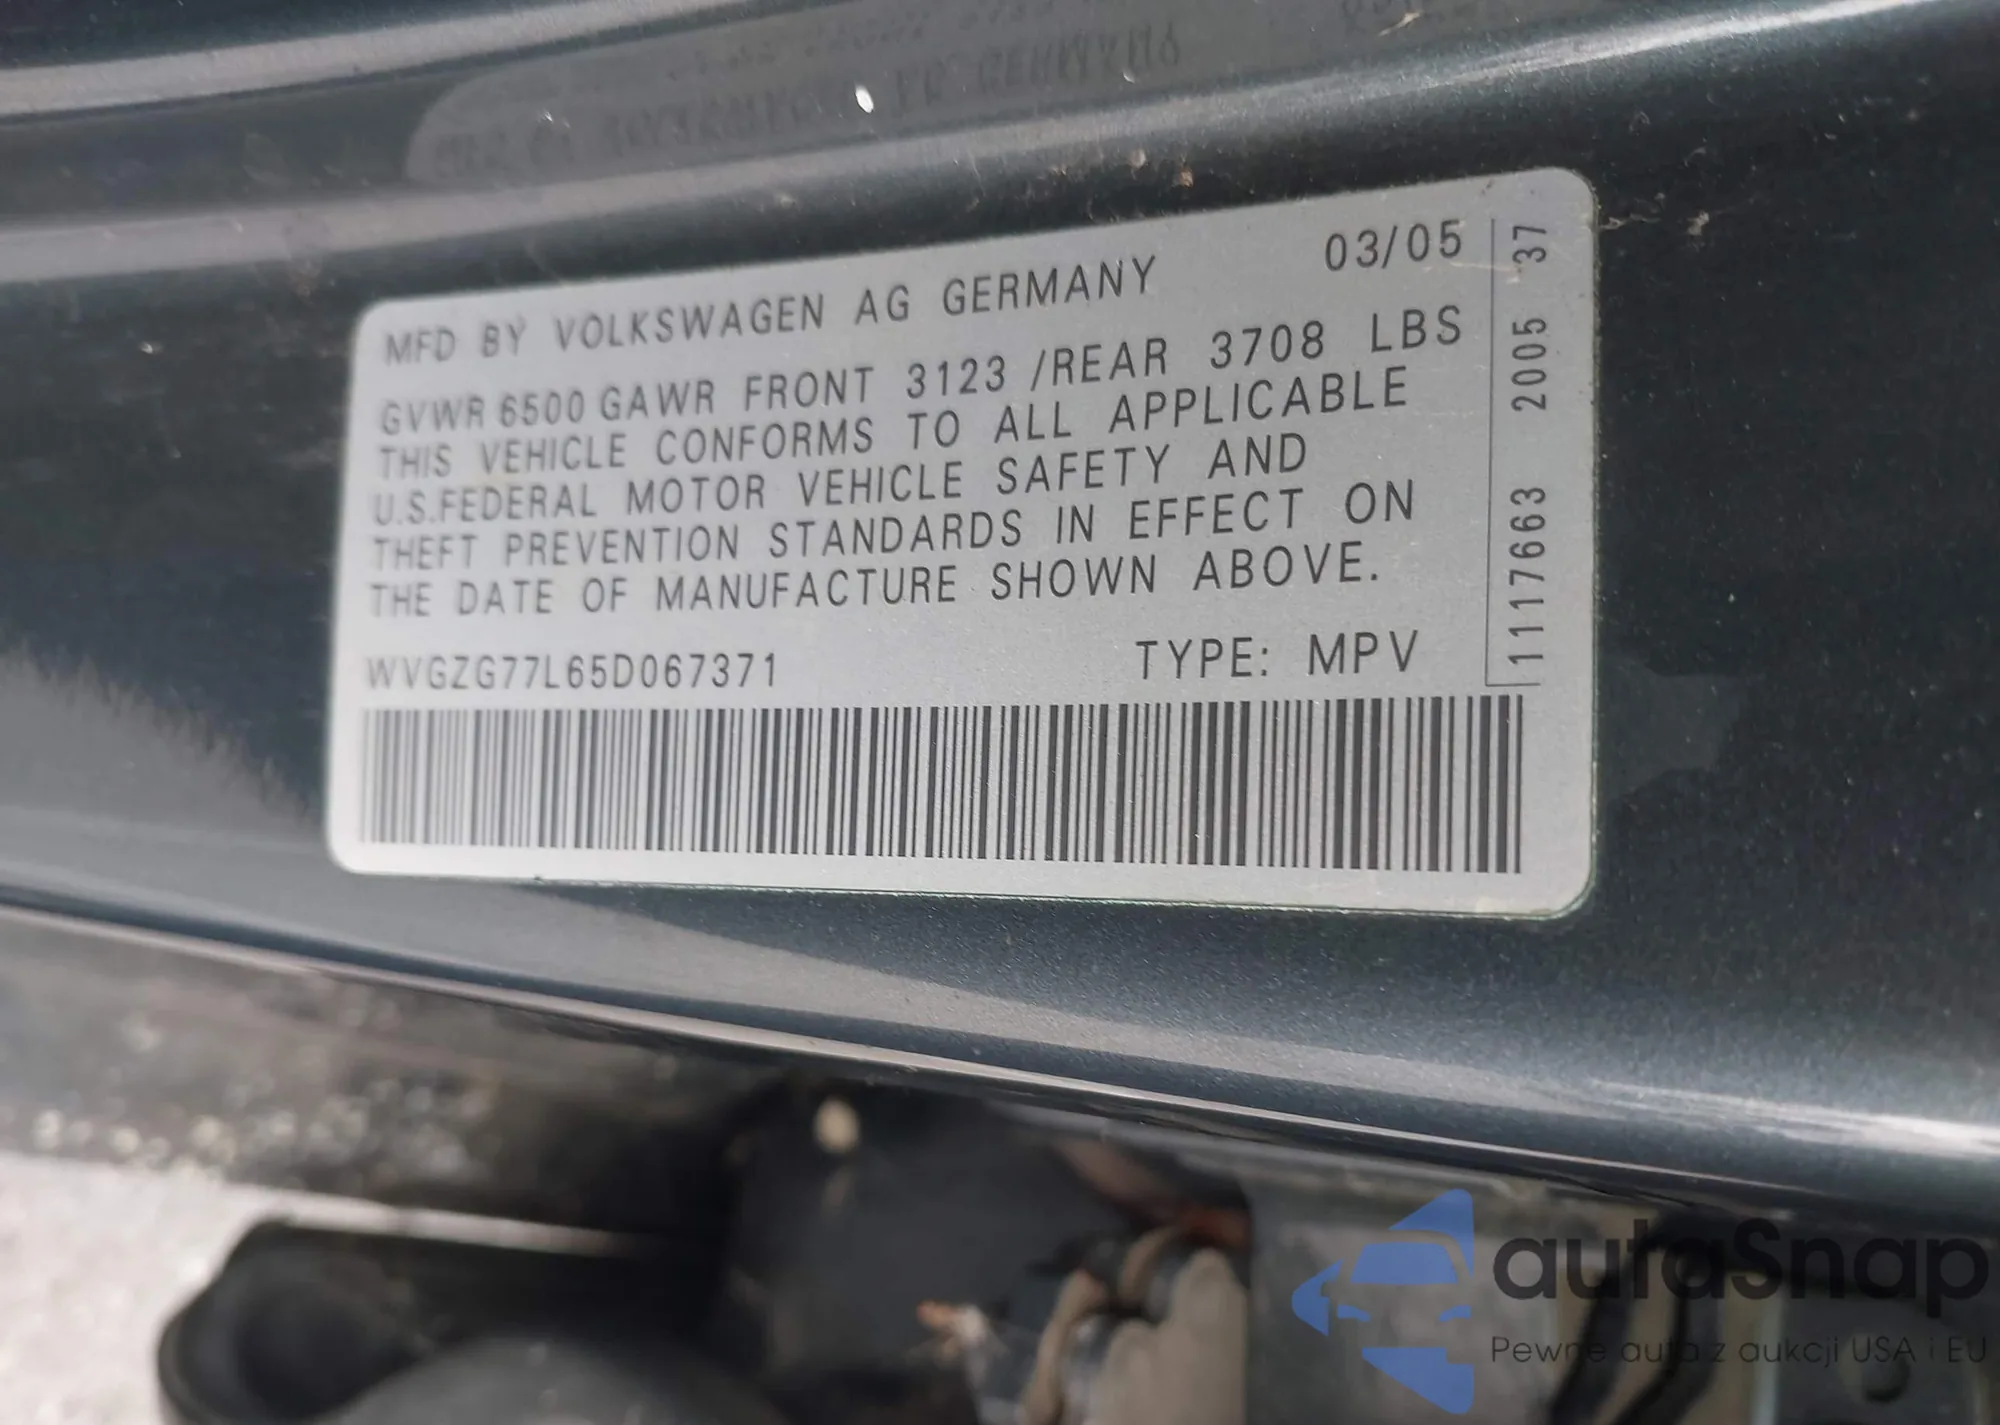 MFD BY VOLKSWAGEN AG GERMANY 03/05
GVWR 6500 GAWR FRONT 3123 /REAR 3708 LBS
THIS VEHICLE CONFORMS TO ALL APPLICABLE
U.S.FEDERAL MOTOR VEHICLE SAFETY AND
THEFT PREVENTION STANDARDS IN EFFECT ON
THE DATE OF MANUFACTURE SHOWN ABOVE.
WVGZG77L65D067371 TYPE: MPV
1117663 2005 37
autaSnap
Pewne auta z aukcji USA i EU